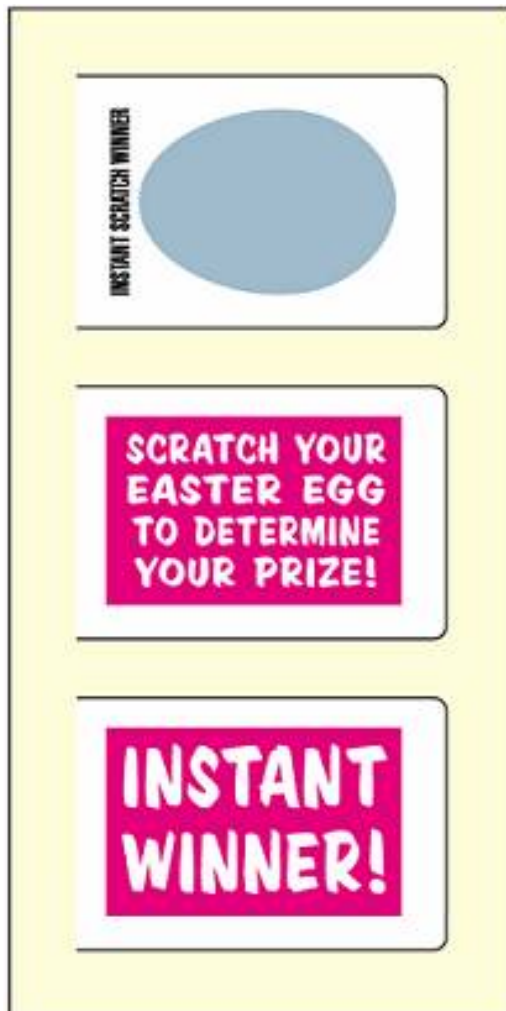 INSTANT SCRATCH WINNER
SCRATCH YOUR
EASTER EGG
TO DETERMINE
YOUR PRIZE!
INSTANT
WINNER!